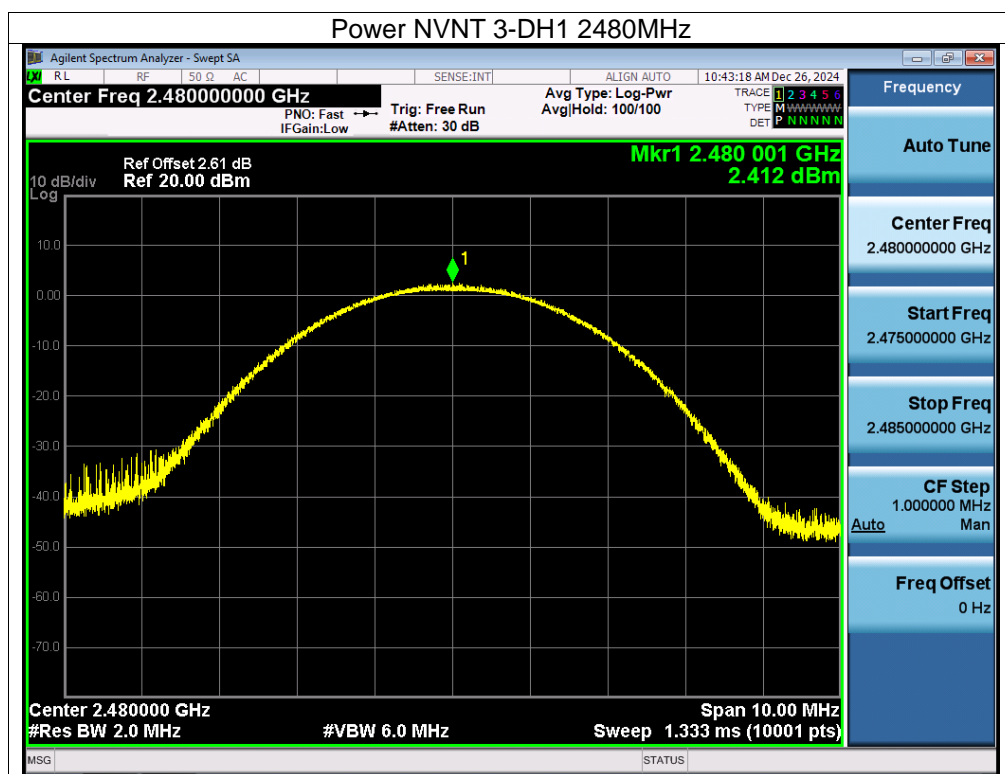 Power NVNT 3-DH1 2480MHz
Agilent Spectrum Analyzer - Swept SA
LXI RL RF 50 Ω AC SENSE:INT ALIGN AUTO 10:43:18 AM Dec 26, 2024
Center Freq 2.480000000 GHz
PNO: Fast
IFGain:Low
Trig: Free Run
#Atten: 30 dB
Avg Type: Log-Pwr
Avg|Hold: 100/100
TRACE 1 2 3 4 5 6
TYPE M WWWWW
DET P N N N N N
Ref Offset 2.61 dB
10 dB/div Ref 20.00 dBm
Log
Mkr1 2.480 001 GHz
2.412 dBm
10.0
0.00
-10.0
-20.0
-30.0
-40.0
-50.0
-60.0
-70.0
1
Center 2.480000 GHz Span 10.00 MHz
#Res BW 2.0 MHz #VBW 6.0 MHz Sweep 1.333 ms (10001 pts)
MSG STATUS
Frequency
Auto Tune
Center Freq
2.480000000 GHz
Start Freq
2.475000000 GHz
Stop Freq
2.485000000 GHz
CF Step
1.000000 MHz
Auto Man
Freq Offset
0 Hz